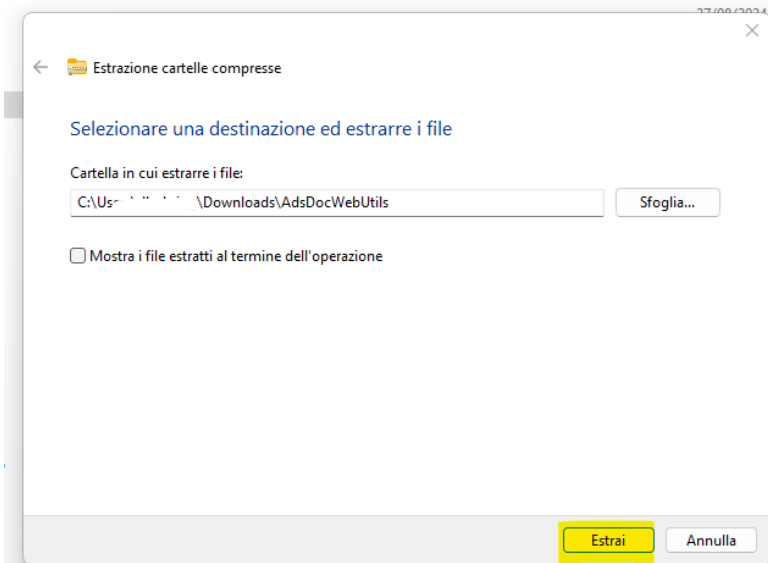 Estrazione cartelle compresse
Selezionare una destinazione ed estrarre i file
Cartella in cui estrarre i file:
C:\Us \Downloads\AdsDocWebUtils
Sfoglia...
Mostra i file estratti al termine dell'operazione
Estrai Annulla